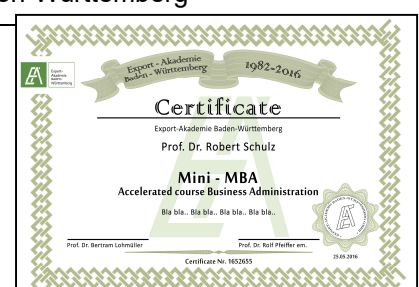 en-Württemberg
Export-
Akademie
Baden-
Württemberg
Export - Akademie
Baden - Württemberg
1982-2016
Certificate
Export-Akademie Baden-Württemberg
Prof. Dr. Robert Schulz
Mini - MBA
Accelerated course Business Administration
Bla bla.. Bla bla.. Bla bla.. Bla bla..
Prof. Dr. Bertram Lohmüller
Prof. Dr. Rolf Pfeiffer em.
Certificate Nr. 1652655
25.05.2016